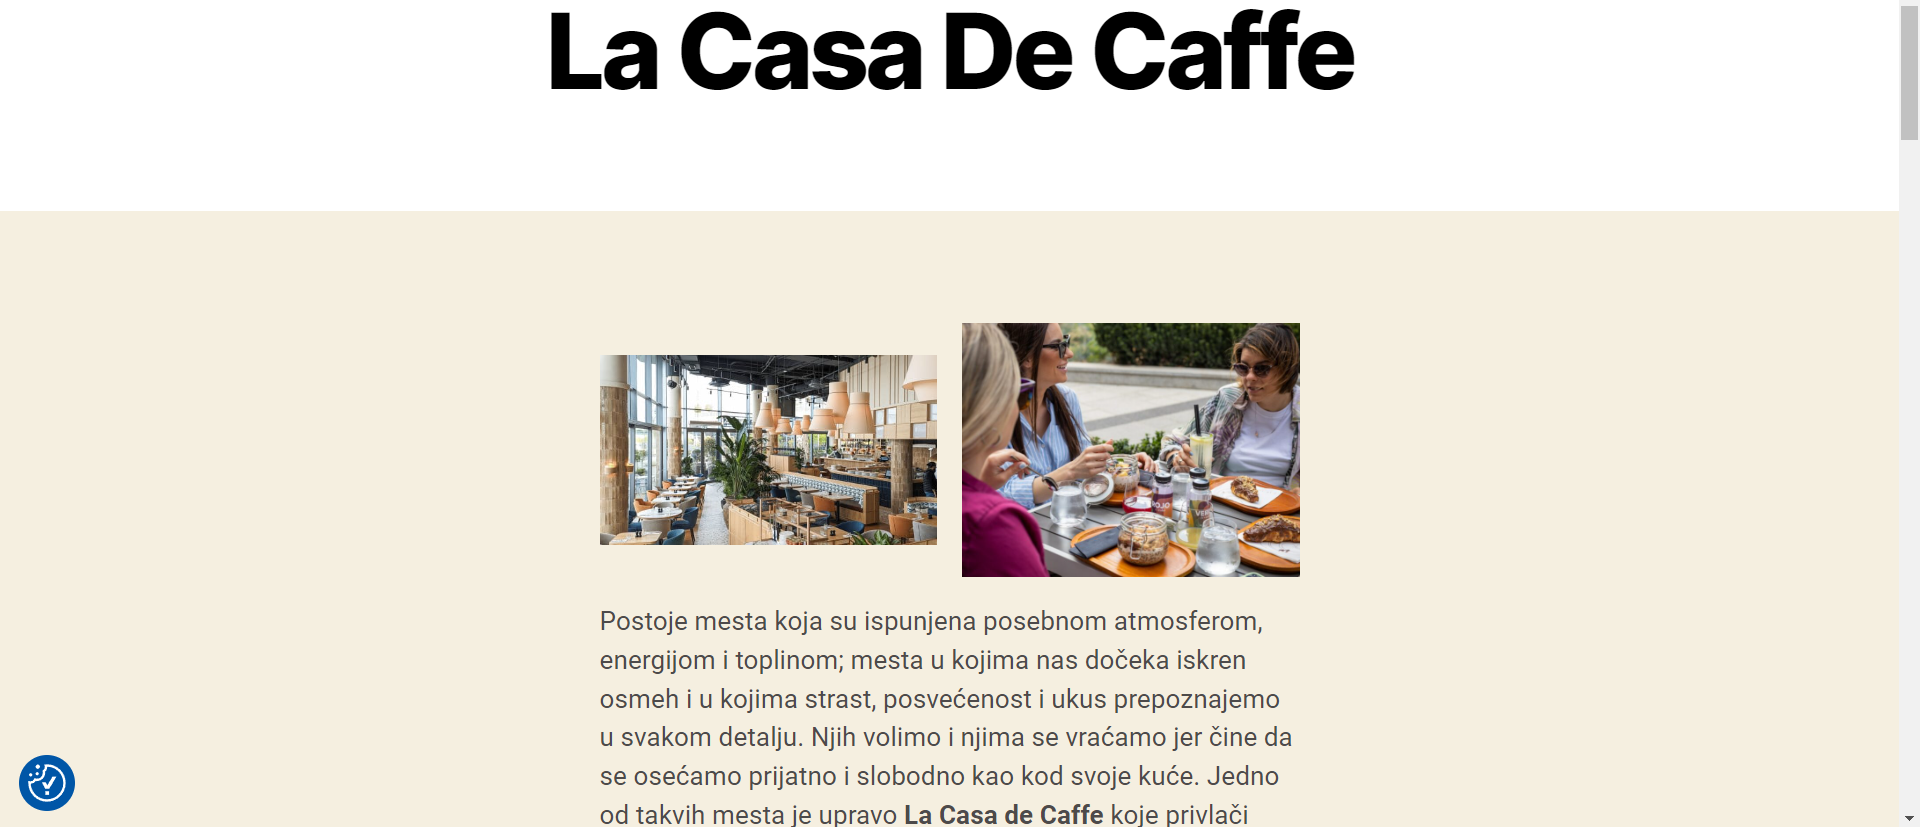 La Casa De Caffe
Postoje mesta koja su ispunjena posebnom atmosferom,
energijom i toplinom; mesta u kojima nas dočeka iskren
osmeh i u kojima strast, posvećenost i ukus prepoznajemo
u svakom detalju. Njih volimo i njima se vraćamo jer čine da
se osećamo prijatno i slobodno kao kod svoje kuće. Jedno
od takvih mesta je upravo La Casa de Caffe koje privlači